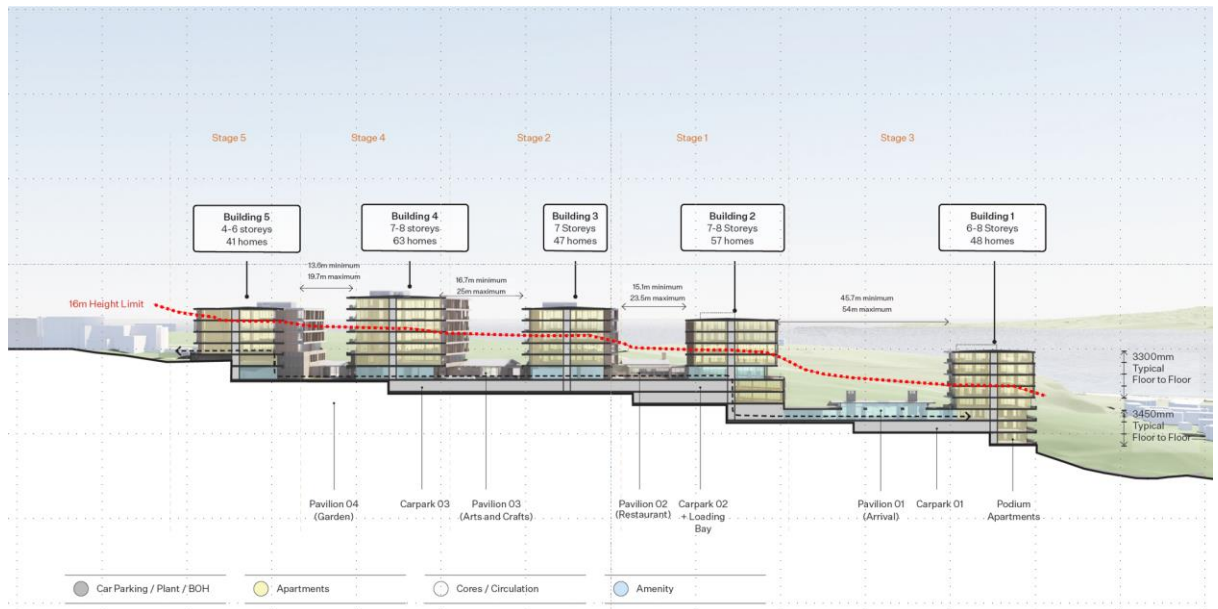 Stage 5
Stage 4
Stage 2
Stage 1
Stage 3
Building 5
4-6 storeys
41 homes
Building 4
7-8 storeys
63 homes
Building 3
7 Storeys
47 homes
Building 2
7-8 Storeys
57 homes
Building 1
6-8 Storeys
48 homes
13.6m minimum
19.7m maximum
16.7m minimum
25m maximum
15.1m minimum
23.5m maximum
45.7m minimum
54m maximum
16m Height Limit
3300mm
Typical
Floor to Floor
3450mm
Typical
Floor to Floor
Pavilion 04
(Garden)
Carpark 03
Pavilion 03
(Arts and Crafts)
Pavilion 02
(Restaurant)
Carpark 02
+ Loading
Bay
Pavilion 01
(Arrival)
Carpark 01
Podium
Apartments
Car Parking / Plant / BOH
Apartments
Cores / Circulation
Amenity